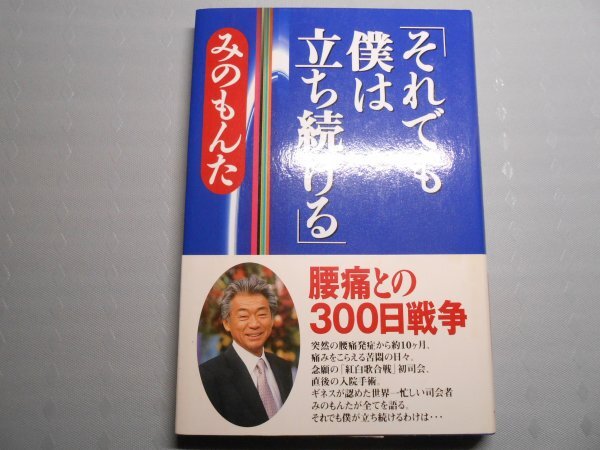 「それでも
僕は
立ち続ける」
みのもんた
腰痛との
300日戦争
突然の腰痛発症から約10ヶ月、
痛みをこらえる苦悶の日々。
念願の「紅白歌合戦」初司会、
直後の入院手術。
ギネスが認めた世界一忙しい司会者
みのもんたが全てを語る。
それでも僕が立ち続けるわけは・・・